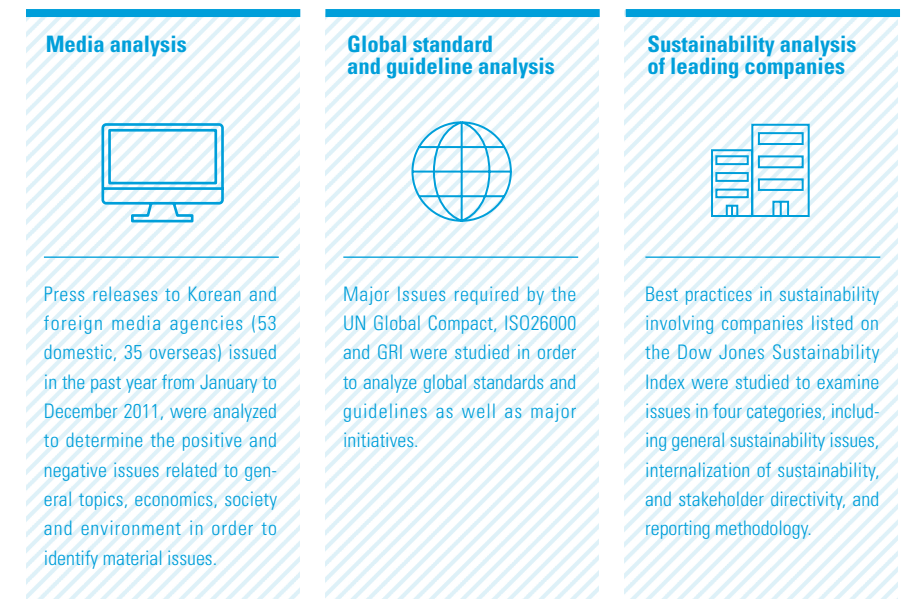 Media analysis
Press releases to Korean and
foreign media agencies (53
domestic, 35 overseas) issued
in the past year from January to
December 2011, were analyzed
to determine the positive and
negative issues related to gen-
eral topics, economics, society
and environment in order to
identify material issues.
Global standard
and guideline analysis
Major Issues required by the
UN Global Compact, ISO26000
and GRI were studied in order
to analyze global standards and
guidelines as well as major
initiatives.
Sustainability analysis
of leading companies
Best practices in sustainability
involving companies listed on
the Dow Jones Sustainability
Index were studied to examine
issues in four categories, includ-
ing general sustainability issues,
internalization of sustainability,
and stakeholder directivity, and
reporting methodology.